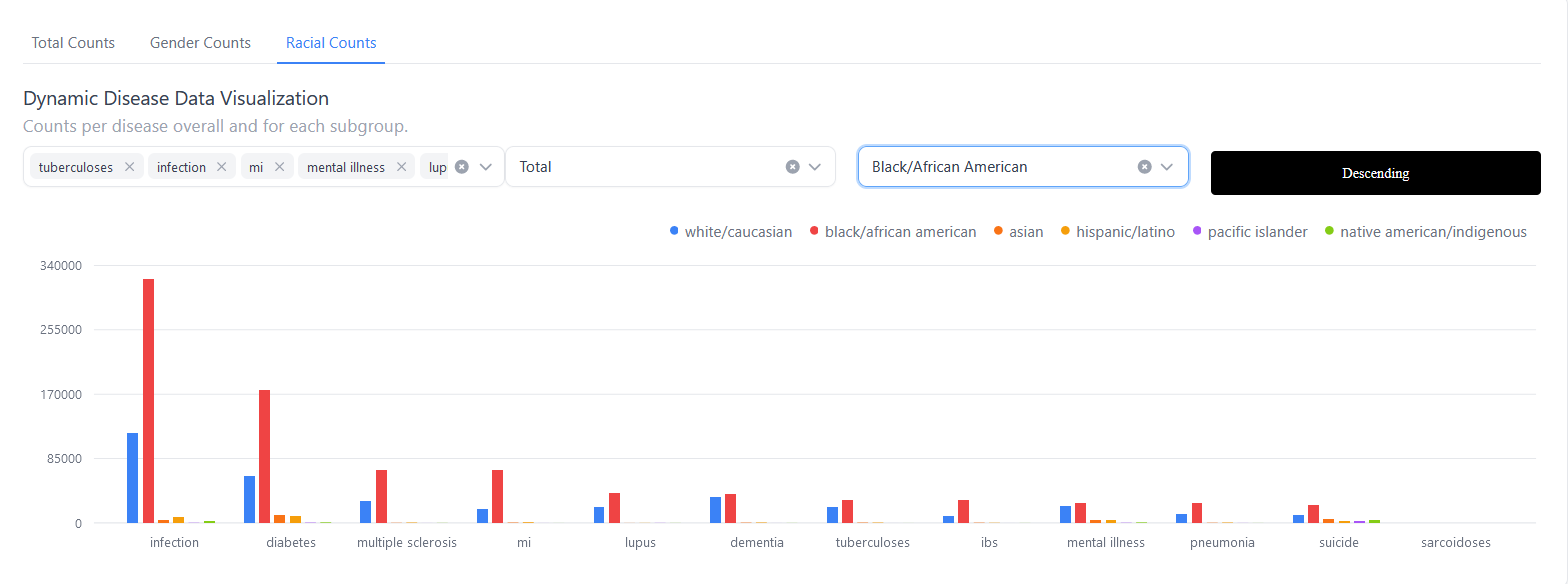 Total Counts Gender Counts Racial Counts
Dynamic Disease Data Visualization
Counts per disease overall and for each subgroup.
tuberculoses infection mi mental illness lup Total Black/African American Descending
white/caucasian black/african american asian hispanic/latino pacific islander native american/indigenous
340000
255000
170000
85000
0
infection diabetes multiple sclerosis mi lupus dementia tuberculoses ibs mental illness pneumonia suicide sarcoidoses